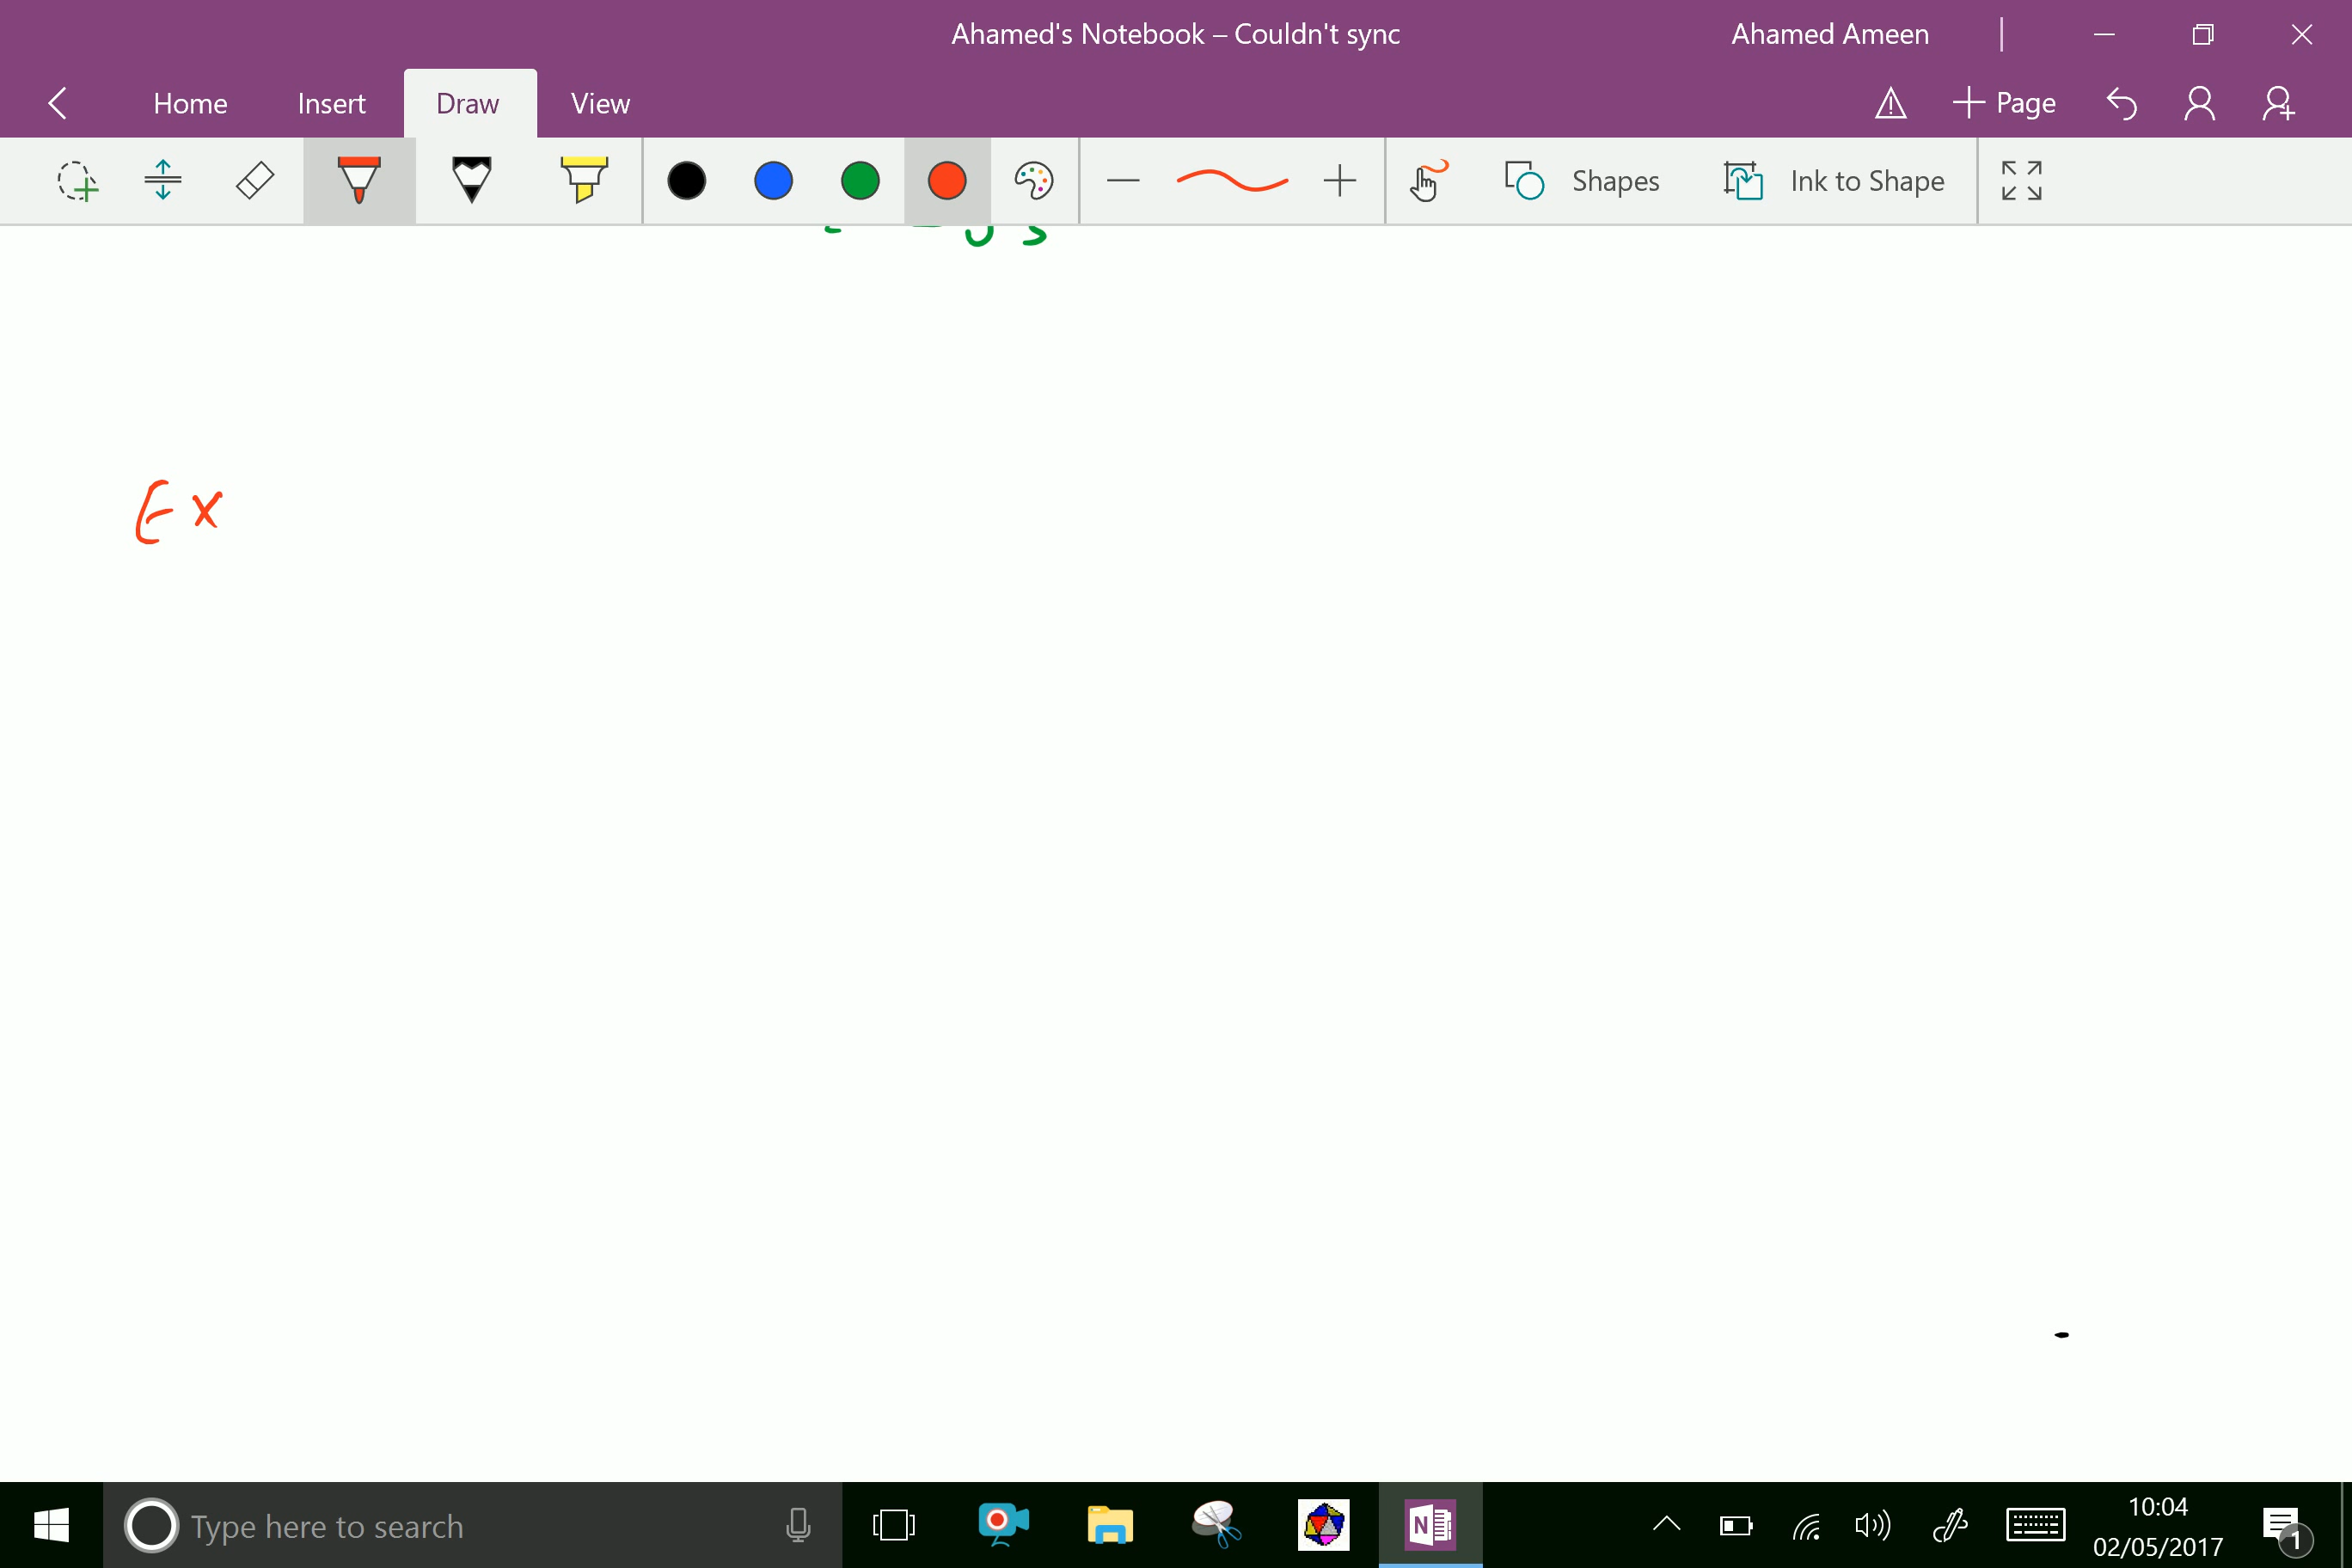 Ahamed's Notebook – Couldn't sync
Ahamed Ameen
Home Insert Draw View
Page
Shapes
Ink to Shape
Ex
Type here to search
N
10:04
02/05/2017
1